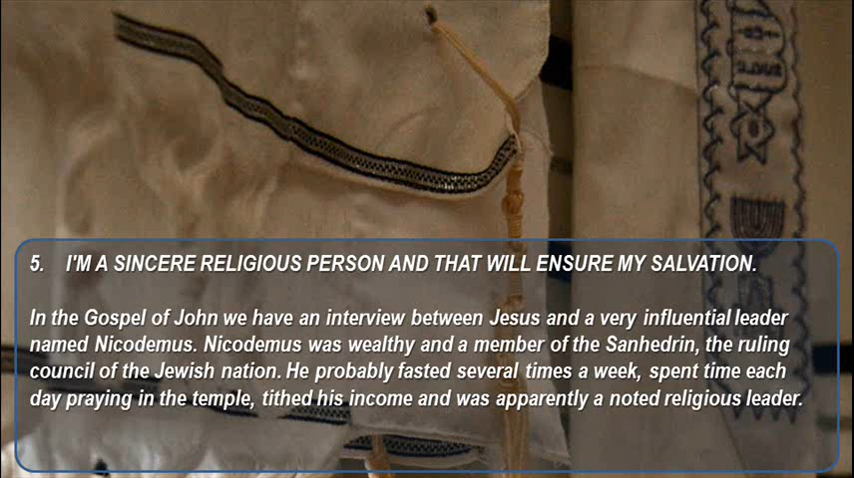 5. I'M A SINCERE RELIGIOUS PERSON AND THAT WILL ENSURE MY SALVATION.
In the Gospel of John we have an interview between Jesus and a very influential leader
named Nicodemus. Nicodemus was wealthy and a member of the Sanhedrin, the ruling
council of the Jewish nation. He probably fasted several times a week, spent time each
day praying in the temple, tithed his income and was apparently a noted religious leader.